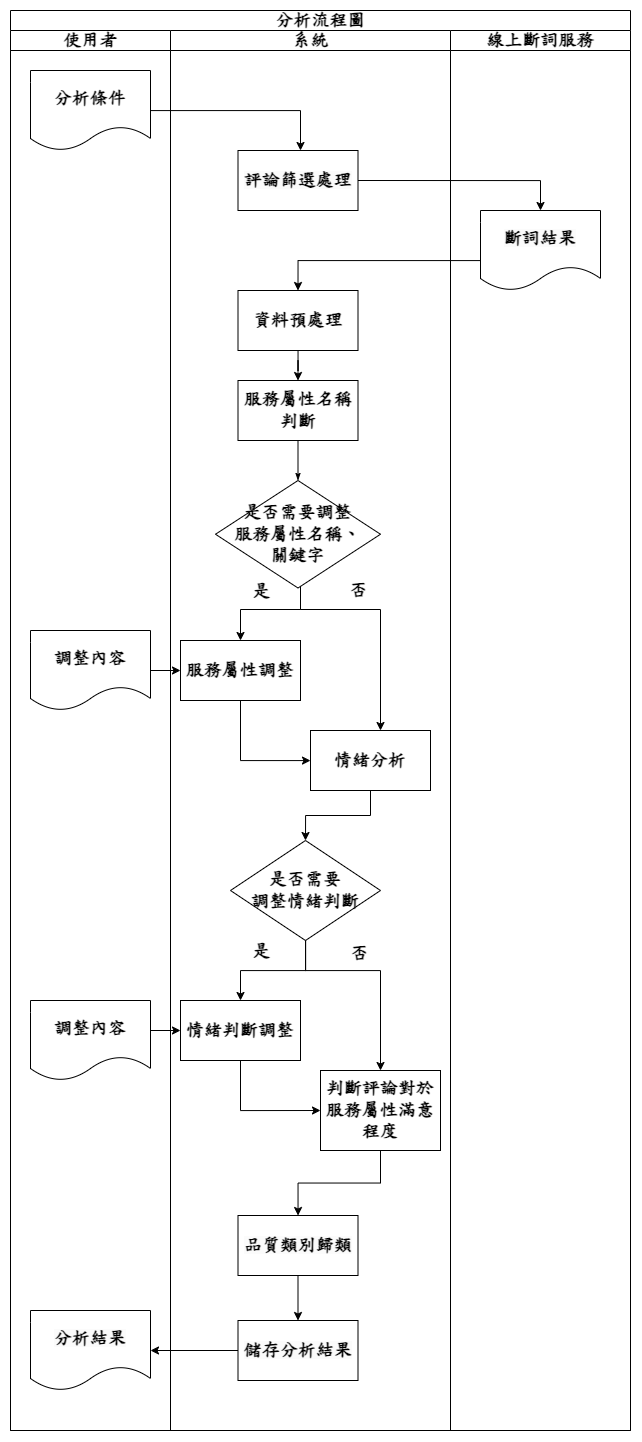 分析流程圖
使用者
系統
線上斷詞服務
分析條件
評論篩選處理
斷詞結果
資料預處理
服務屬性名稱
判斷
是否需要調整
服務屬性名稱、
關鍵字
是
否
調整內容
服務屬性調整
情緒分析
是否需要
調整情緒判斷
是
否
調整內容
情緒判斷調整
判斷評論對於
服務屬性滿意
程度
品質類別歸類
分析結果
儲存分析結果